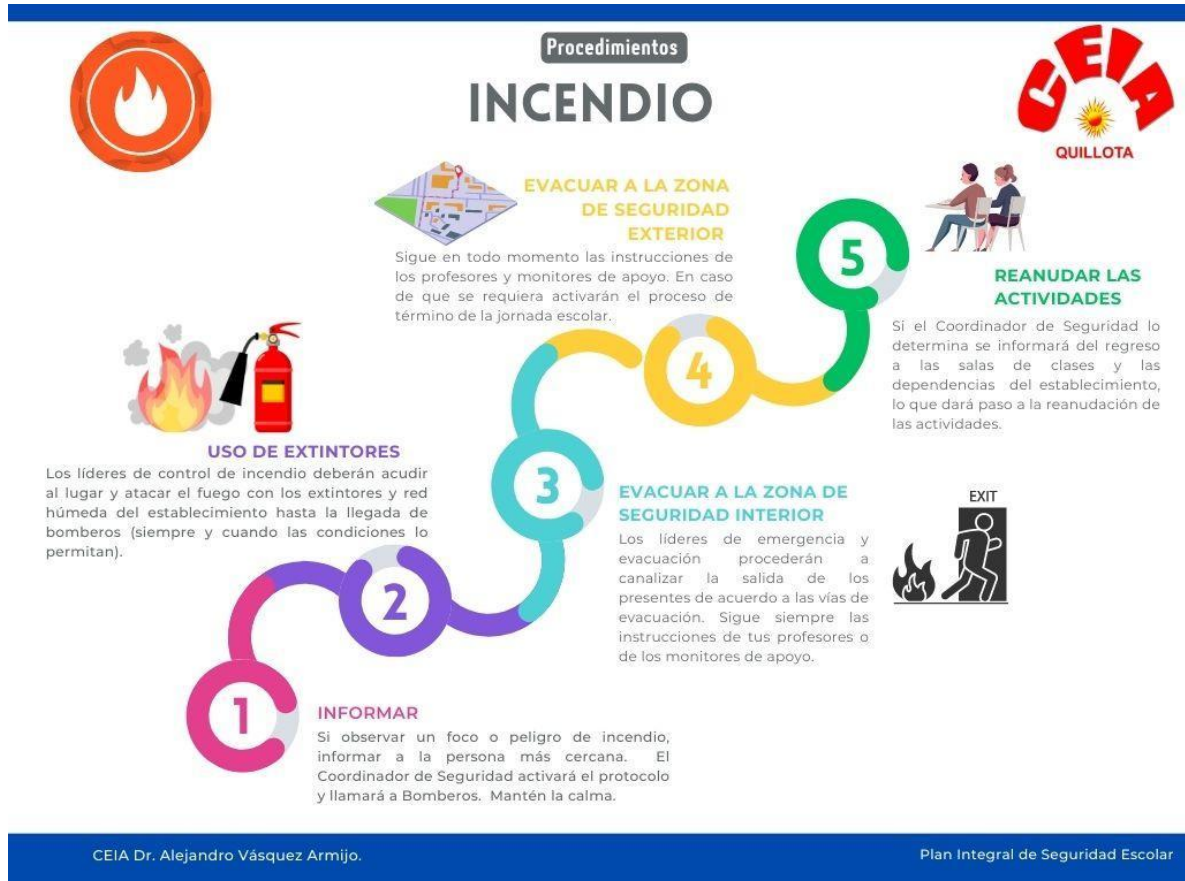 Procedimientos
INCENDIO
CEIA
QUILLOTA
EVACUAR A LA ZONA
DE SEGURIDAD
EXTERIOR
Sigue en todo momento las instrucciones de
los profesores y monitores de apoyo. En caso
de que se requiera activarán el proceso de
término de la jornada escolar.
5
REANUDAR LAS
ACTIVIDADES
Si el Coordinador de Seguridad lo
determina se informará del regreso
a las salas de clases y las
dependencias del establecimiento,
lo que dará paso a la reanudación de
las actividades.
4
USO DE EXTINTORES
Los líderes de control de incendio deberán acudir
al lugar y atacar el fuego con los extintores y red
húmeda del establecimiento hasta la llegada de
bomberos (siempre y cuando las condiciones lo
permitan).
3
EVACUAR A LA ZONA DE
SEGURIDAD INTERIOR
Los líderes de emergencia y
evacuación procederán a
canalizar la salida de los
presentes de acuerdo a las vías de
evacuación. Sigue siempre las
instrucciones de tus profesores o
de los monitores de apoyo.
EXIT
2
1
INFORMAR
Si observar un foco o peligro de incendio,
informar a la persona más cercana. El
Coordinador de Seguridad activará el protocolo
y llamará a Bomberos. Mantén la calma.
CEIA Dr. Alejandro Vásquez Armijo.
Plan Integral de Seguridad Escolar